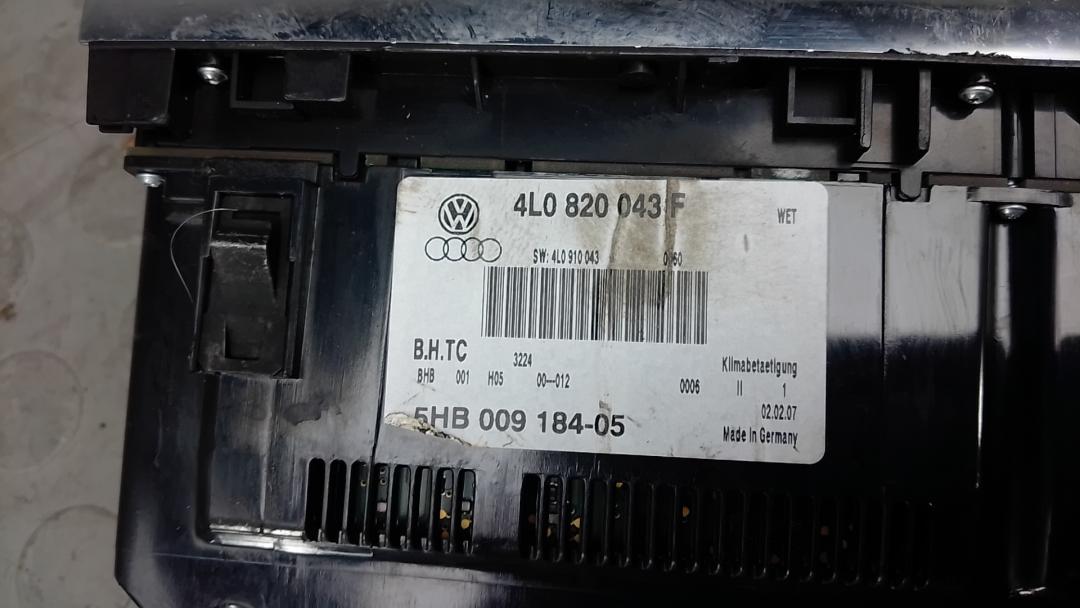 4L0 820 043 F
WET
SW: 4L0 910 043
B.H.TC
3224
Klimabetaetigung
BHB 001 H05 00---012 0006 II 1
02.02.07
5HB 009 184-05
Made in Germany